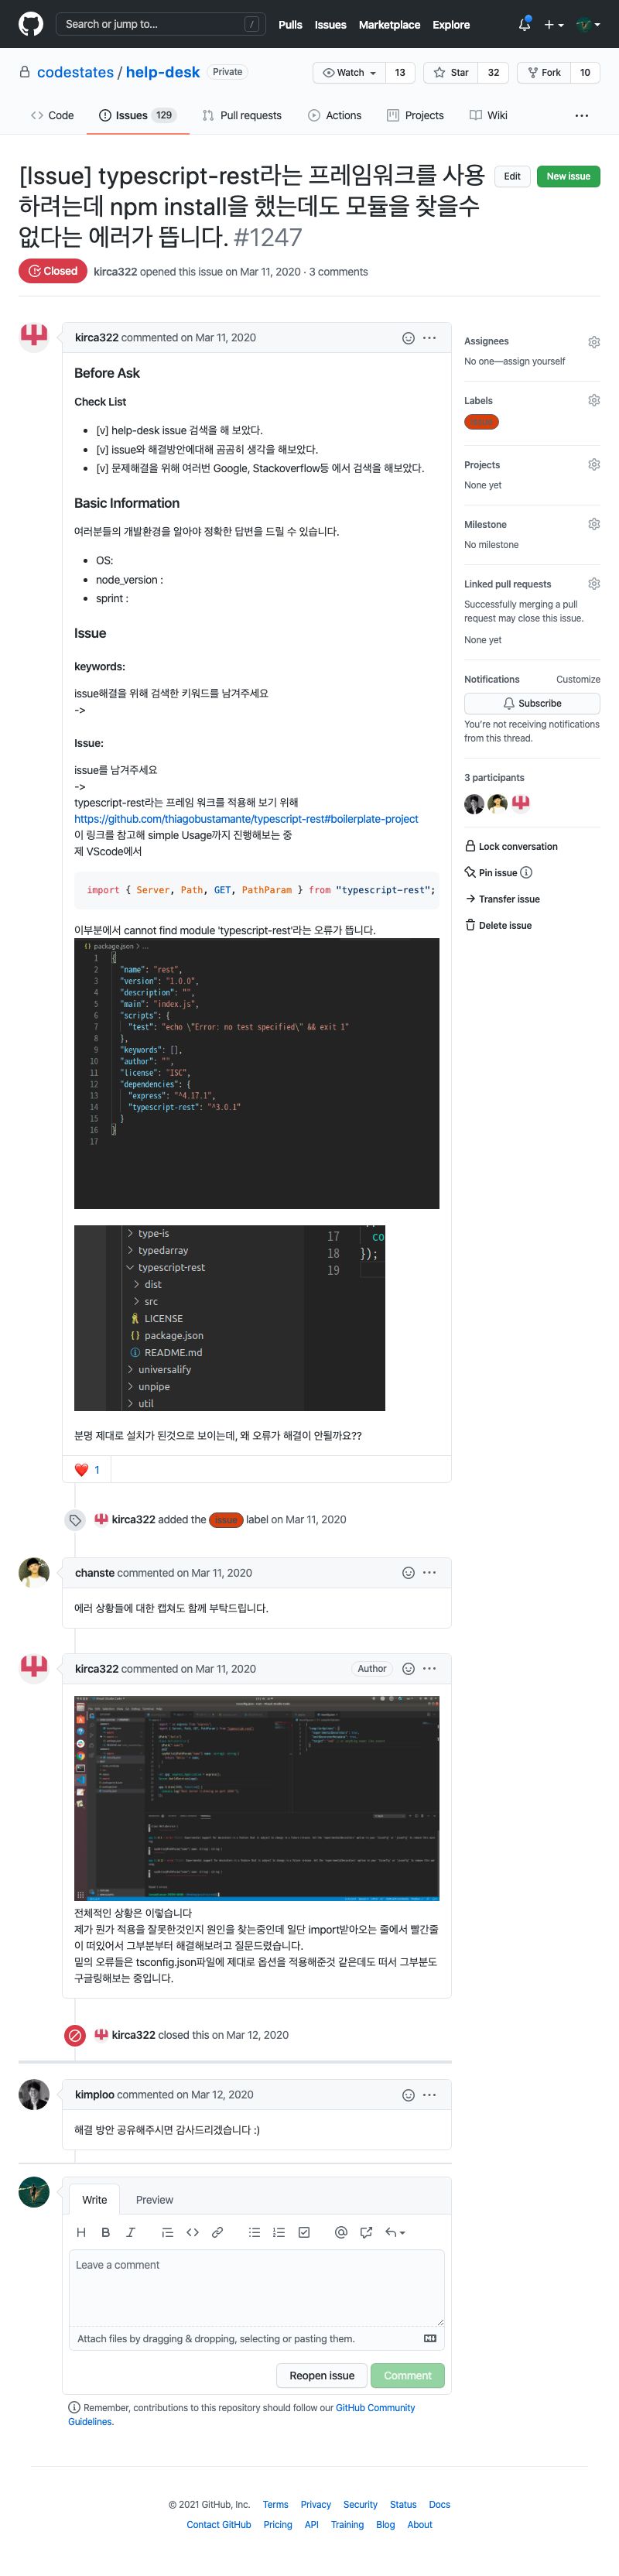 Search or jump to... /
Pulls Issues Marketplace Explore
codestates / help-desk Private
Watch 13 Star 32 Fork 10
Code Issues 129 Pull requests Actions Projects Wiki ...
[Issue] typescript-rest라는 프레임워크를 사용
하려는데 npm install을 했는데도 모듈을 찾을수
없다는 에러가 뜹니다. #1247
Edit New issue
Closed kirca322 opened this issue on Mar 11, 2020 · 3 comments
kirca322 commented on Mar 11, 2020
Before Ask
Check List
[v] help-desk issue 검색을 해 보았다.
[v] issue와 해결방안에대해 곰곰히 생각을 해보았다.
[v] 문제해결을 위해 여러번 Google, Stackoverflow등 에서 검색을 해보았다.
Basic Information
여러분들의 개발환경을 알아야 정확한 답변을 드릴 수 있습니다.
OS:
node_version :
sprint :
Issue
keywords:
issue해결을 위해 검색한 키워드를 남겨주세요
->
Issue:
issue를 남겨주세요
->
typescript-rest라는 프레임 워크를 적용해 보기 위해
https://github.com/thiagobustamante/typescript-rest#boilerplate-project
이 링크를 참고해 simple Usage까지 진행해보는 중
제 VScode에서
import { Server, Path, GET, PathParam } from "typescript-rest";
이부분에서 cannot find module 'typescript-rest'라는 오류가 뜹니다.
{} package.json > ...
1 {
2 "name": "rest",
3 "version": "1.0.0",
4 "description": "",
5 "main": "index.js",
6 "scripts": {
7 "test": "echo \"Error: no test specified\" && exit 1"
8 },
9 "keywords": [],
10 "author": "",
11 "license": "ISC",
12 "dependencies": {
13 "express": "^4.17.1",
14 "typescript-rest": "^3.0.1"
15 }
16 }
17
> type-is
> typedarray
typescript-rest
> dist
> src
LICENSE
{} package.json
README.md
> universalify
> unpipe
> util
17 co
18 });
19
분명 제대로 설치가 된것으로 보이는데, 왜 오류가 해결이 안될까요??
❤️ 1
kirca322 added the issue label on Mar 11, 2020
chanste commented on Mar 11, 2020
에러 상황들에 대한 캡쳐도 함께 부탁드립니다.
kirca322 commented on Mar 11, 2020 Author
전체적인 상황은 이렇습니다
제가 뭔가 적용을 잘못한것인지 원인을 찾는중인데 일단 import받아오는 줄에서 빨간줄
이 떠있어서 그부분부터 해결해보려고 질문드렸습니다.
밑의 오류들은 tsconfig.json파일에 제대로 옵션을 적용해준것 같은데도 떠서 그부분도
구글링해보는 중입니다.
kirca322 closed this on Mar 12, 2020
kimploo commented on Mar 12, 2020
해결 방안 공유해주시면 감사드리겠습니다 :)
Write Preview
Leave a comment
Attach files by dragging & dropping, selecting or pasting them.
Reopen issue Comment
Remember, contributions to this repository should follow our GitHub Community
Guidelines.
Assignees
No one—assign yourself
Labels
issue
Projects
None yet
Milestone
No milestone
Linked pull requests
Successfully merging a pull
request may close this issue.
None yet
Notifications Customize
Subscribe
You're not receiving notifications
from this thread.
3 participants
Lock conversation
Pin issue
Transfer issue
Delete issue
© 2021 GitHub, Inc. Terms Privacy Security Status Docs
Contact GitHub Pricing API Training Blog About